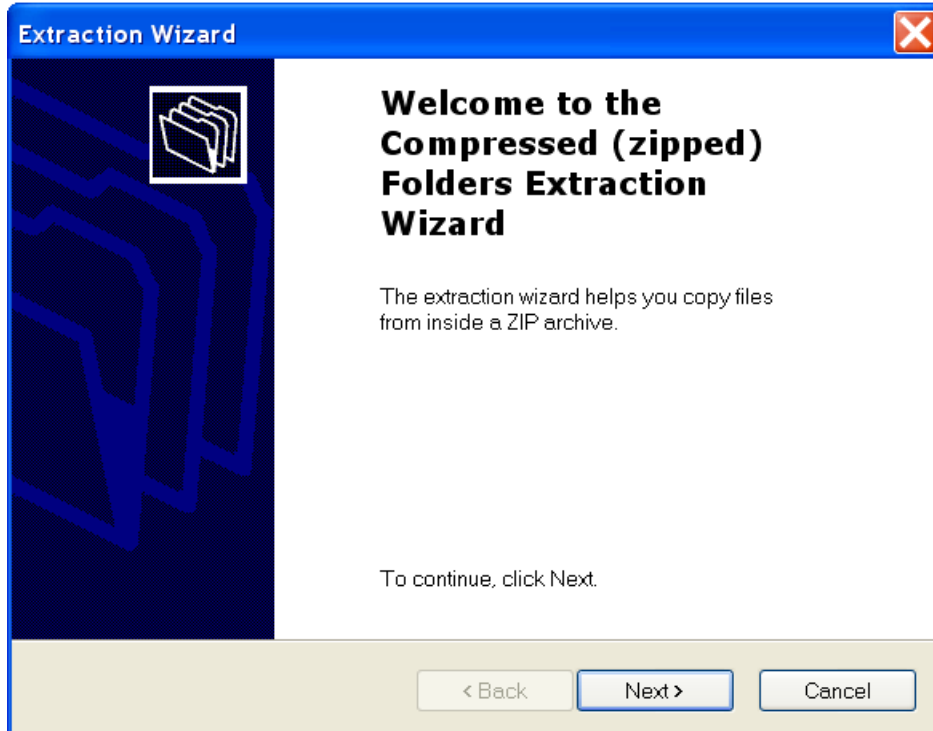 Extraction Wizard
Welcome to the
Compressed (zipped)
Folders Extraction
Wizard
The extraction wizard helps you copy files
from inside a ZIP archive.
To continue, click Next.
< Back Next > Cancel